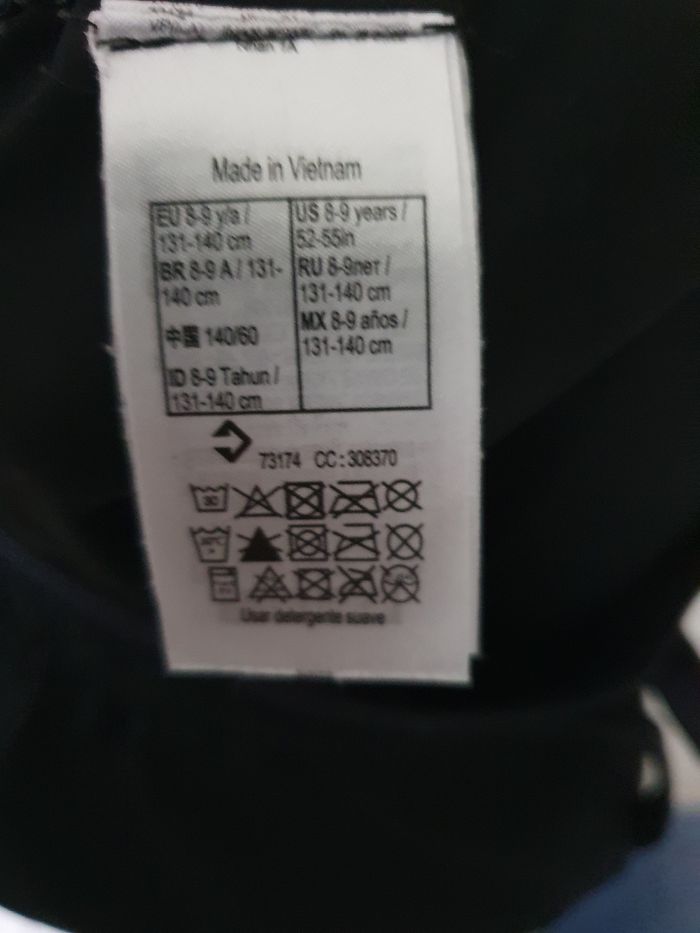 Made in Vietnam
EU 8-9 y/a /
131-140 cm
BR 8-9 A / 131-
140 cm
中国 140/60
ID 8-9 Tahun /
131-140 cm
US 8-9 years /
52-55in
RU 8-9лет /
131-140 cm
MX 8-9 años /
131-140 cm
73174 CC : 308370
30
Usar detergente suave